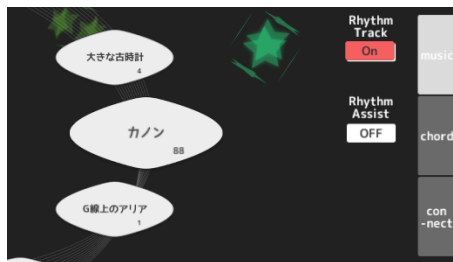 大きな古時計
4
カノン
88
G線上のアリア
1
Rhythm
Track
On
Rhythm
Assist
OFF
music
chord
con
-nect